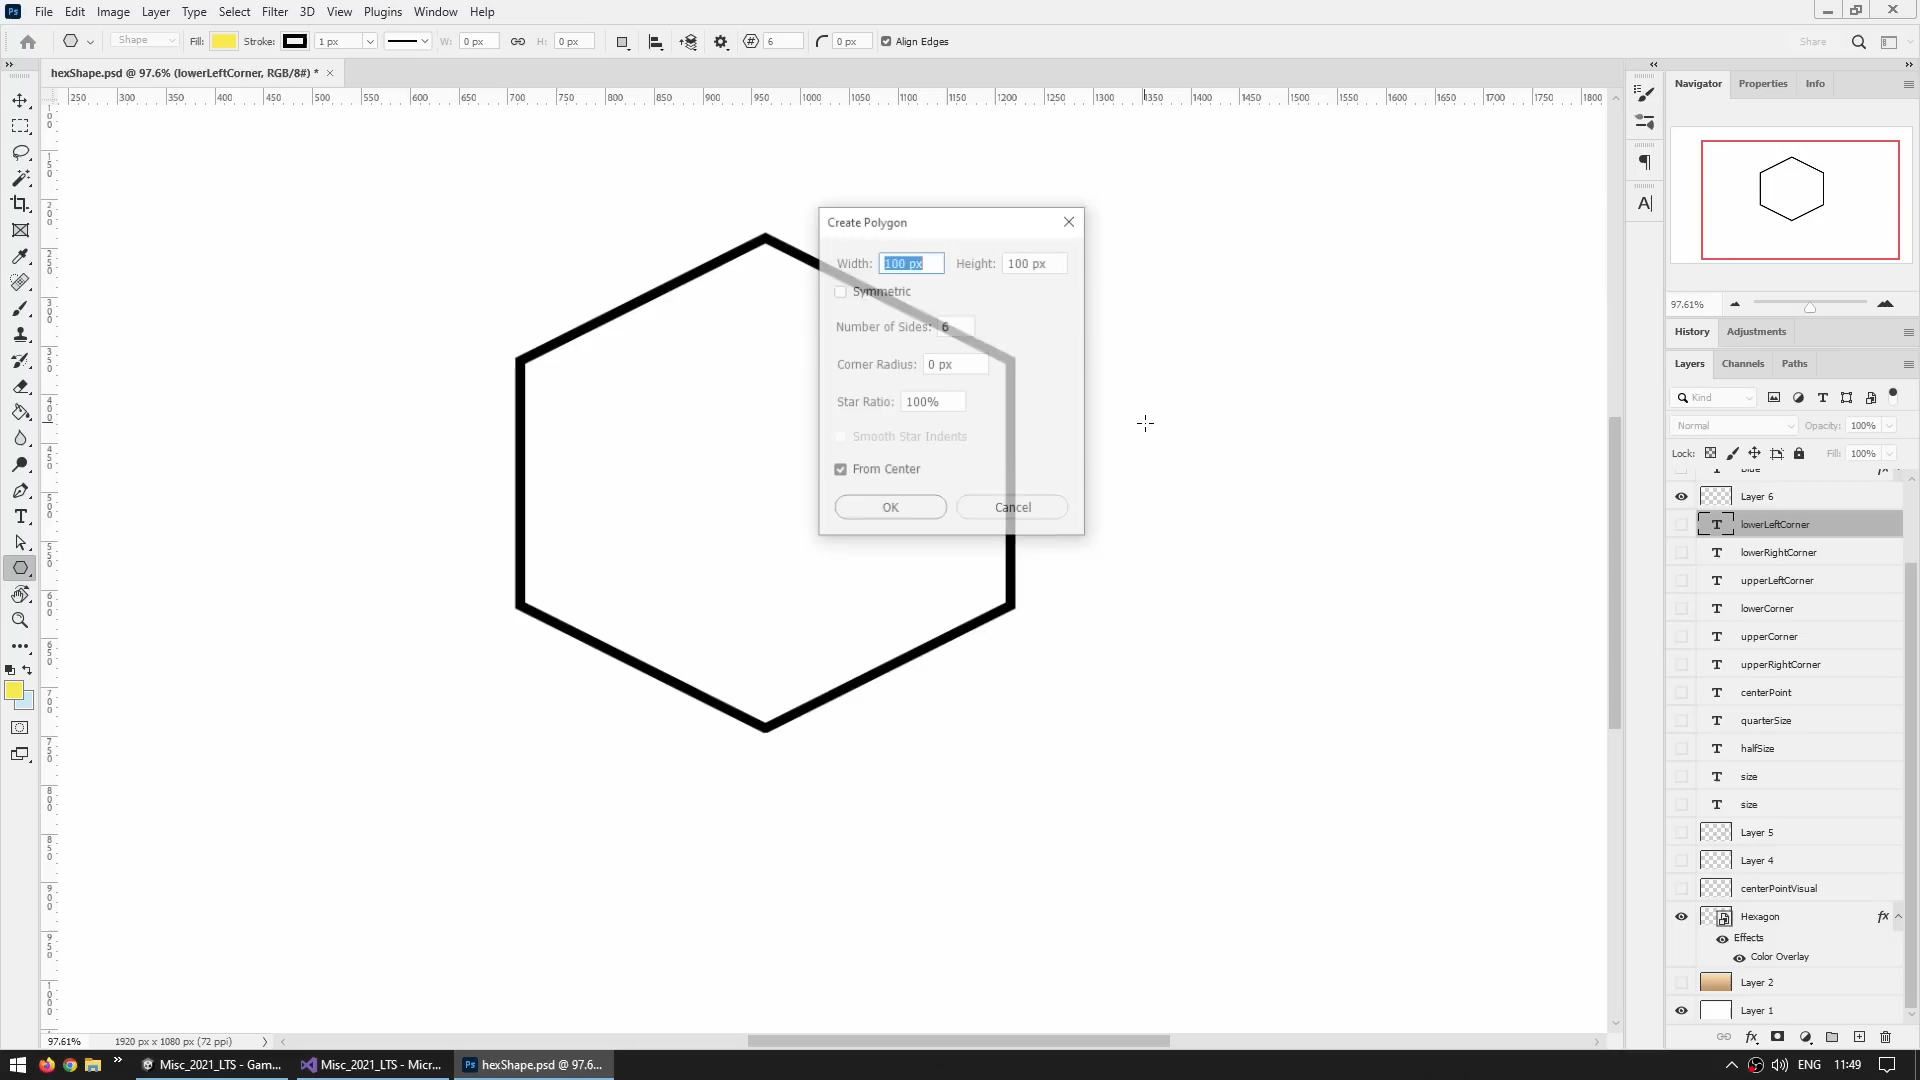 Ps File Edit Image Layer Type Select Filter 3D View Plugins Window Help
Shape Fill: Stroke: 1 px W: 0 px H: 0 px 6 0 px Align Edges Share
hexShape.psd @ 97.6% (lowerLeftCorner, RGB/8#) *
250 300 350 400 450 500 550 600 650 700 750 800 850 900 950 1000 1050 1100 1150 1200 1250 1300 1350 1400 1450 1500 1550 1600 1650 1700 1750 1800
Create Polygon
Width: 100 px Height: 100 px
Symmetric
Number of Sides: 6
Corner Radius: 0 px
Star Ratio: 100%
Smooth Star Indents
From Center
OK Cancel
Navigator Properties Info
97.61%
History Adjustments
Layers Channels Paths
Kind
Normal Opacity: 100%
Lock: Fill: 100%
Blue fx
Layer 6
lowerLeftCorner
lowerRightCorner
upperLeftCorner
lowerCorner
upperCorner
upperRightCorner
centerPoint
quarterSize
halfSize
size
size
Layer 5
Layer 4
centerPointVisual
Hexagon fx
Effects
Color Overlay
Layer 2
Layer 1
97.61% 1920 px x 1080 px (72 ppi)
Misc_2021_LTS - Gam... Misc_2021_LTS - Micr... Ps hexShape.psd @ 97.6... ENG 11:49